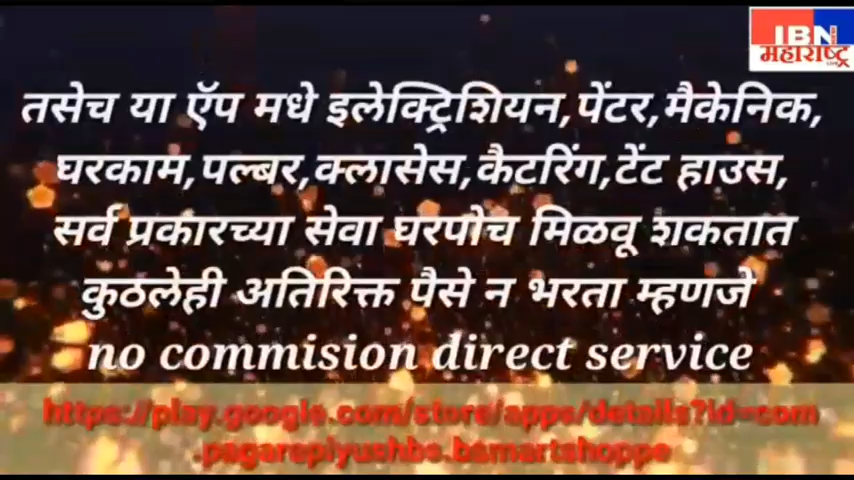 IBN
महाराष्ट्र
तसेच या ऍप मधे इलेक्ट्रिशियन,पेंटर,मैकेनिक,
घरकाम,पल्बर,क्लासेस,कैटरिंग,टेंट हाउस,
सर्व प्रकारच्या सेवा घरपोच मिळवू शकतात
कुठलेही अतिरिक्त पैसे न भरता म्हणजे
no commision direct service
https://play.google.com/store/apps/details?id=com
.pagarepiyushbs.bsmartshoppe